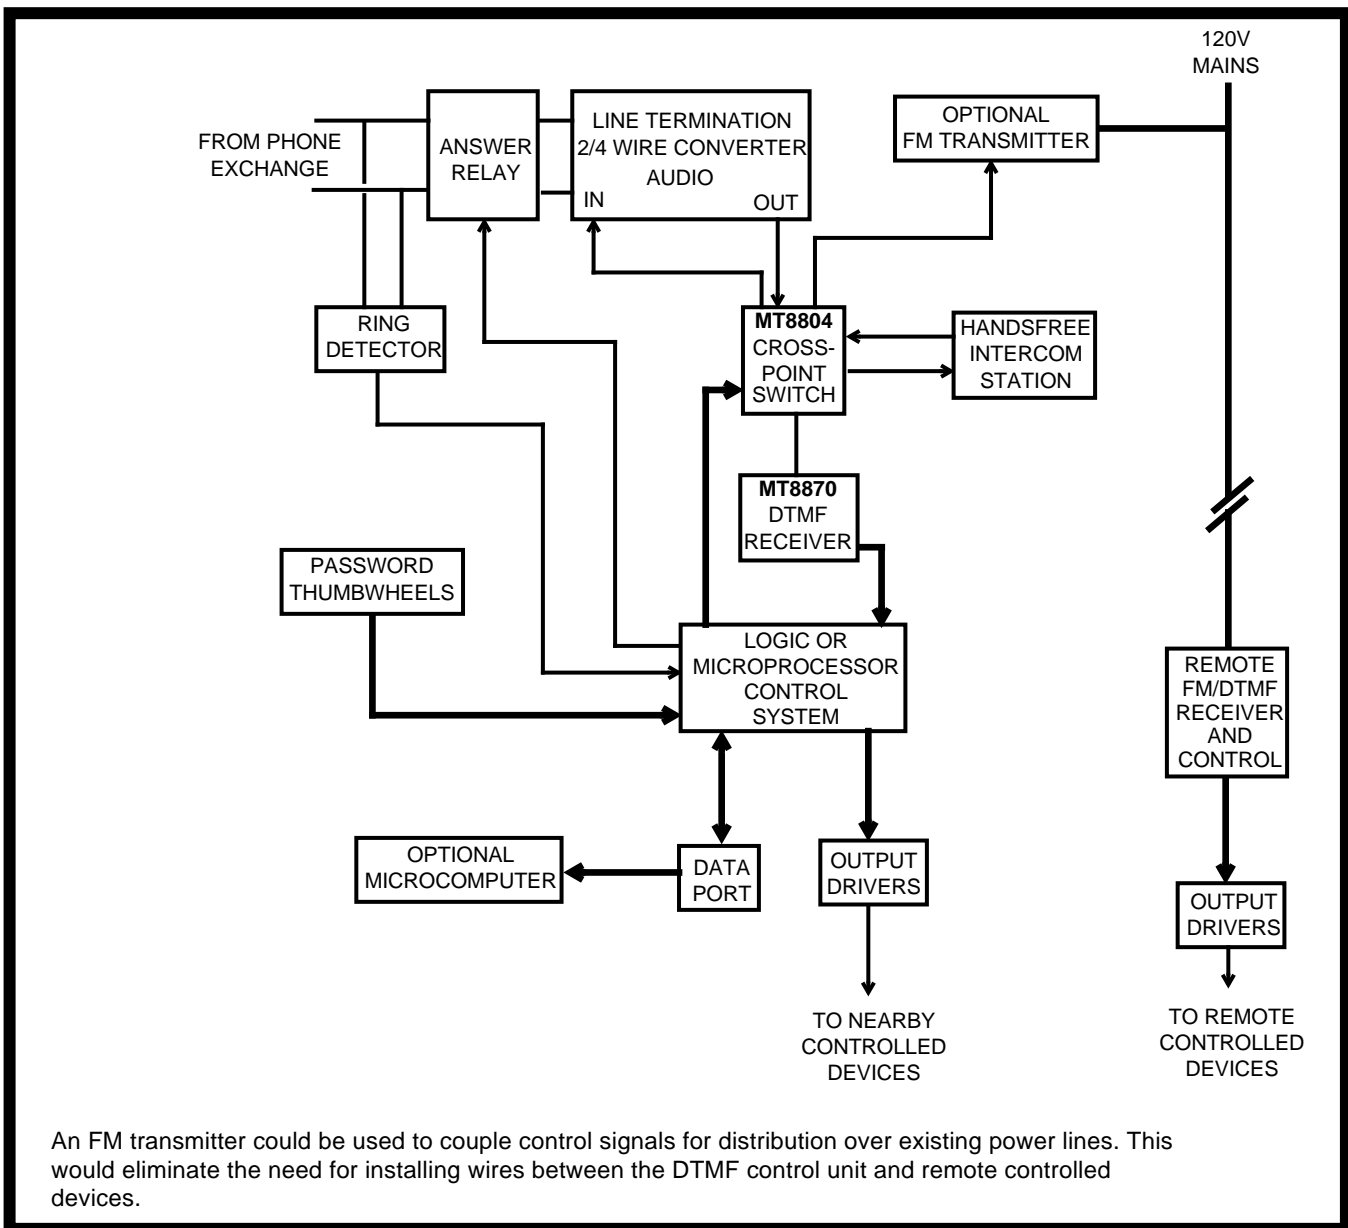 120V
MAINS
OPTIONAL
FM TRANSMITTER
FROM PHONE
EXCHANGE
ANSWER
RELAY
LINE TERMINATION
2/4 WIRE CONVERTER
AUDIO
IN
OUT
RING
DETECTOR
MT8804
CROSS-
POINT
SWITCH
HANDSFREE
INTERCOM
STATION
MT8870
DTMF
RECEIVER
PASSWORD
THUMBWHEELS
LOGIC OR
MICROPROCESSOR
CONTROL
SYSTEM
REMOTE
FM/DTMF
RECEIVER
AND
CONTROL
OPTIONAL
MICROCOMPUTER
DATA
PORT
OUTPUT
DRIVERS
OUTPUT
DRIVERS
TO NEARBY
CONTROLLED
DEVICES
TO REMOTE
CONTROLLED
DEVICES
An FM transmitter could be used to couple control signals for distribution over existing power lines. This
would eliminate the need for installing wires between the DTMF control unit and remote controlled
devices.